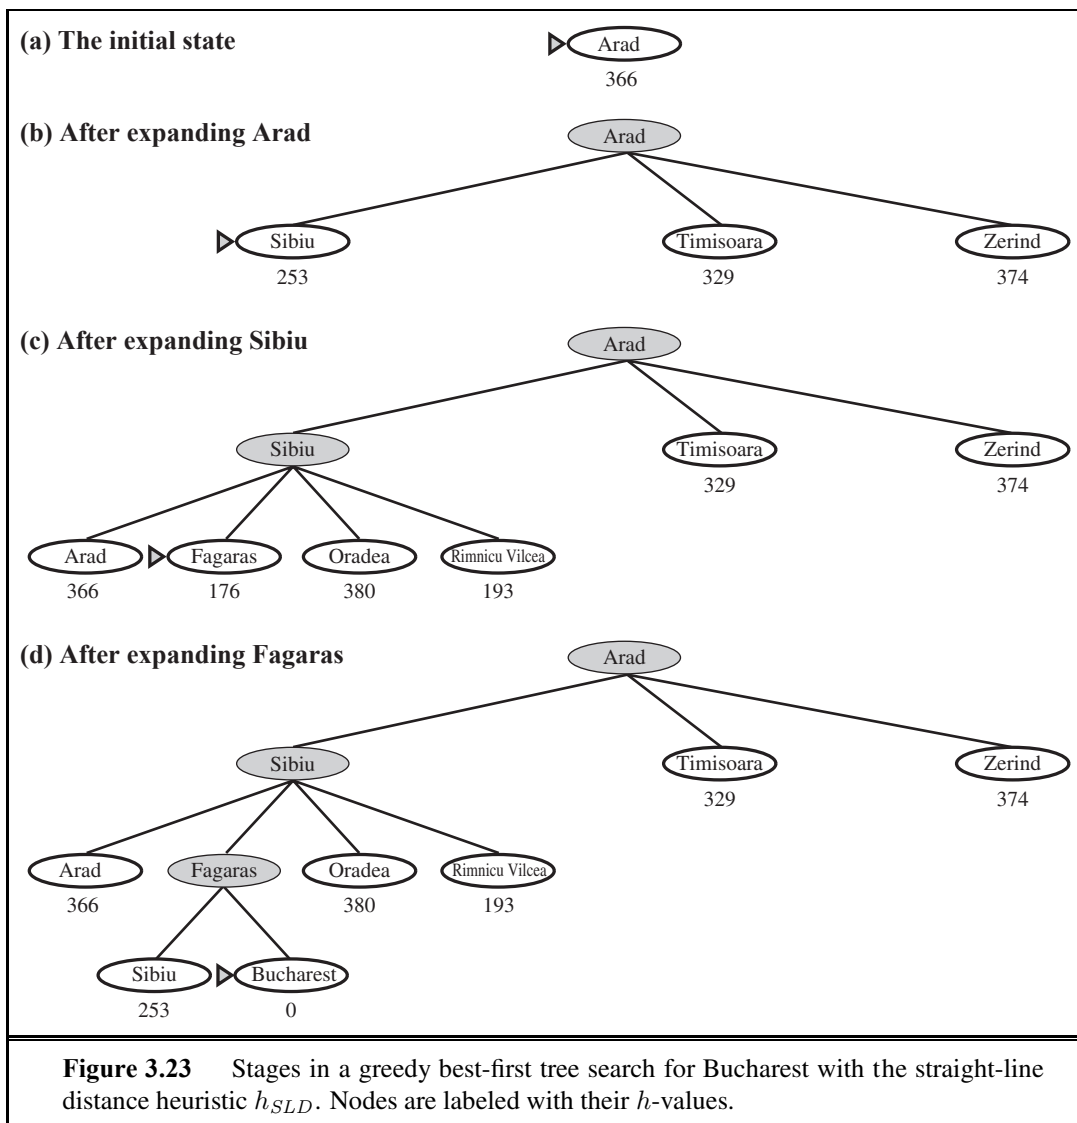 (a) The initial state
Arad
366
(b) After expanding Arad
Arad
Sibiu
Timisoara
Zerind
253
329
374
(c) After expanding Sibiu
Arad
Sibiu
Timisoara
Zerind
329
374
Arad
Fagaras
Oradea
Rimnicu Vilcea
366
176
380
193
(d) After expanding Fagaras
Arad
Sibiu
Timisoara
Zerind
329
374
Arad
Fagaras
Oradea
Rimnicu Vilcea
366
380
193
Sibiu
Bucharest
253
0
Figure 3.23 Stages in a greedy best-first tree search for Bucharest with the straight-line
distance heuristic hSLD. Nodes are labeled with their h-values.